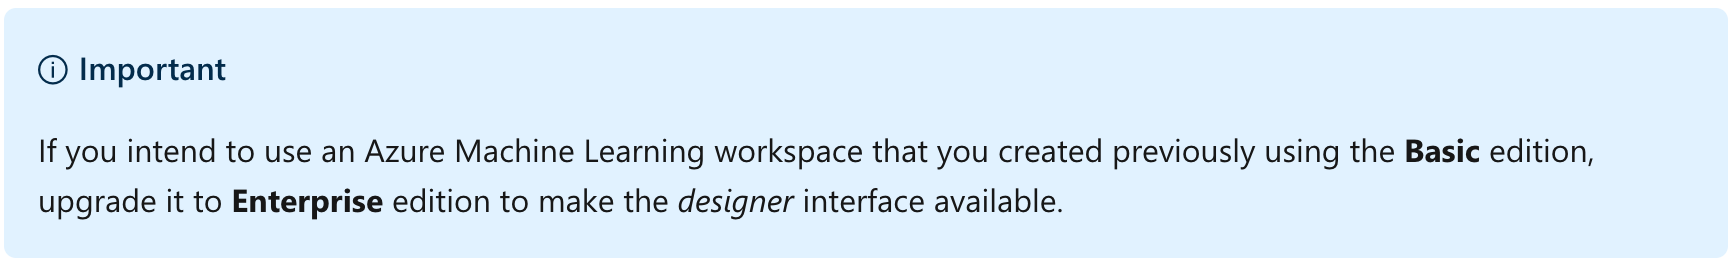 Important
If you intend to use an Azure Machine Learning workspace that you created previously using the Basic edition,
upgrade it to Enterprise edition to make the designer interface available.